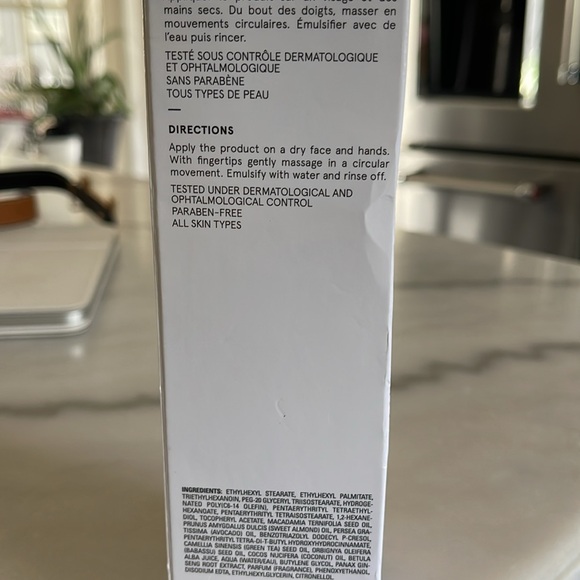 mains secs. Du bout des doigts, masser en
mouvements circulaires. Émulsifier avec de
l'eau puis rincer.
TESTÉ SOUS CONTRÔLE DERMATOLOGIQUE
ET OPHTALMOLOGIQUE
SANS PARABÈNE
TOUS TYPES DE PEAU
DIRECTIONS
Apply the product on a dry face and hands.
With fingertips gently massage in a circular
movement. Emulsify with water and rinse off.
TESTED UNDER DERMATOLOGICAL AND
OPHTALMOLOGICAL CONTROL
PARABEN-FREE
ALL SKIN TYPES
INGREDIENTS: ETHYLHEXYL STEARATE, ETHYLHEXYL PALMITATE,
TRIETHYLHEXANOIN, PEG-20 GLYCERYL TRIISOSTEARATE, HYDROGE-
NATED POLY(C6-14 OLEFIN), PENTAERYTHRITYL TETRAETHYL-
HEXANOATE, PENTAERYTHRITYL TETRAISOSTEARATE, 1,2-HEXANE-
DIOL, TOCOPHERYL ACETATE, MACADAMIA TERNIFOLIA SEED OIL,
PRUNUS AMYGDALUS DULCIS (SWEET ALMOND) OIL, PERSEA GRA-
TISSIMA (AVOCADO) OIL, BENZOTRIAZOLYL DODECYL P-CRESOL,
PENTAERYTHRITYL TETRA-DI-T-BUTYL HYDROXYHYDROCINNAMATE,
CAMELLIA SINENSIS (GREEN TEA) SEED OIL, ORBIGNYA OLEIFERA
(BABASSU) SEED OIL, COCOS NUCIFERA (COCONUT) OIL, BETULA
ALBA JUICE, AQUA (WATER/EAU), BUTYLENE GLYCOL, PANAX GIN-
SENG ROOT EXTRACT, PARFUM (FRAGRANCE), PHENOXYETHANOL,
DISODIUM EDTA, ETHYLHEXYLGLYCERIN, CITRONELLOL